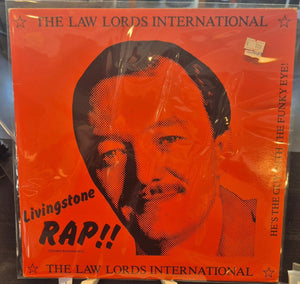 ☆ THE LAW LORDS INTERNATIONAL ☆
HE'S THE GUY WITH THE FUNKY EYE!
Livingstone
RAP!!
☆ THE LAW LORDS INTERNATIONAL ☆